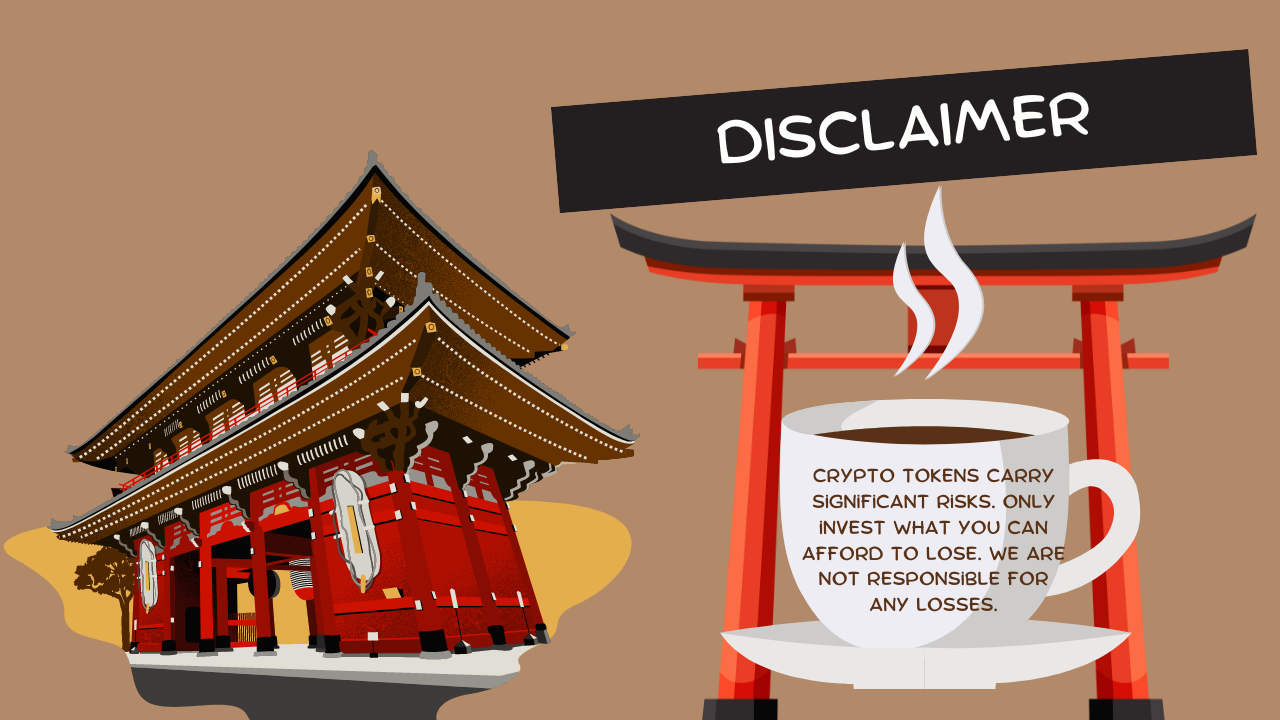 DISCLAIMER
CRYPTO TOKENS CARRY
SIGNIFICANT RISKS. ONLY
INVEST WHAT YOU CAN
AFFORD TO LOSE. WE ARE
NOT RESPONSIBLE FOR
ANY LOSSES.